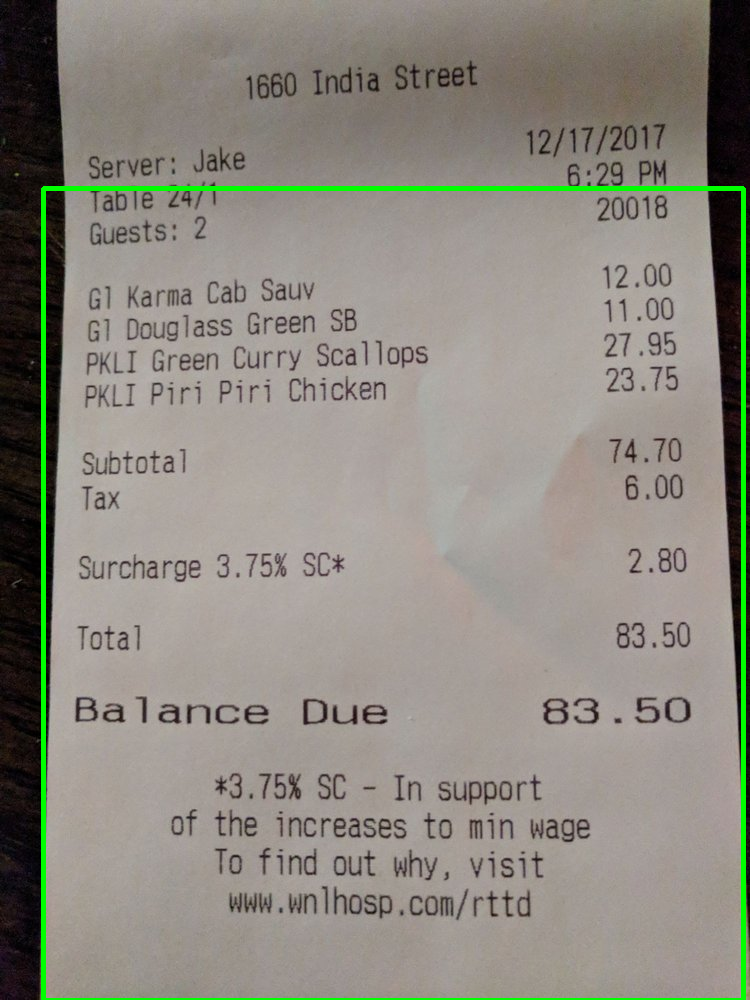 1660 India Street
Server: Jake 12/17/2017
Table 24/1 6:29 PM
Guests: 2 20018
Gl Karma Cab Sauv 12.00
Gl Douglass Green SB 11.00
PKLI Green Curry Scallops 27.95
PKLI Piri Piri Chicken 23.75
Subtotal 74.70
Tax 6.00
Surcharge 3.75% SC* 2.80
Total 83.50
Balance Due 83.50
*3.75% SC - In support
of the increases to min wage
To find out why, visit
www.wnlhosp.com/rttd